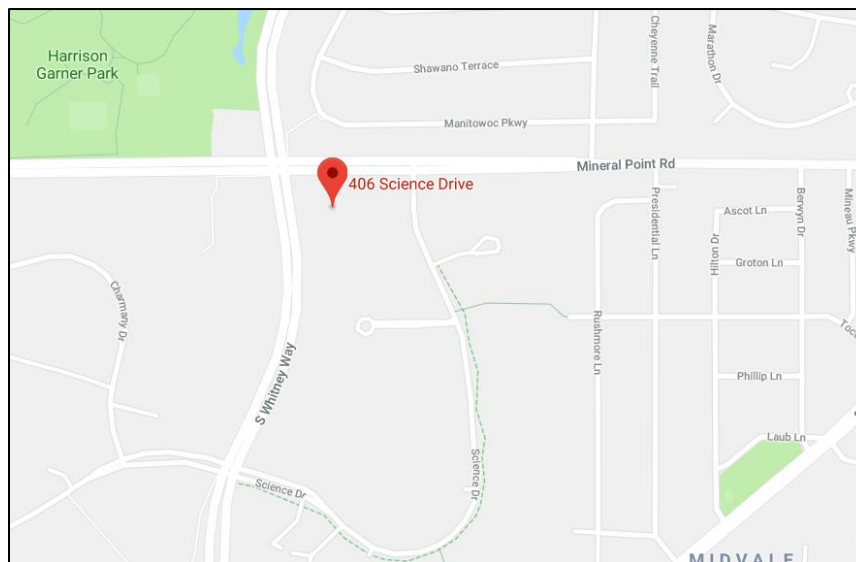 Harrison
Garner Park
Shawano Terrace
Cheyenne Trail
Marathon Dr
Manitowoc Pkwy
Mineral Point Rd
406 Science Drive
Presidential Ln
Ascot Ln
Berwyn Dr
Mineau Pkwy
Hilton Dr
Groton Ln
Charmany Dr
Rushmore Ln
S Whitney Way
Phillip Ln
Laub Ln
Science Dr
Science Dr
MIDVALE